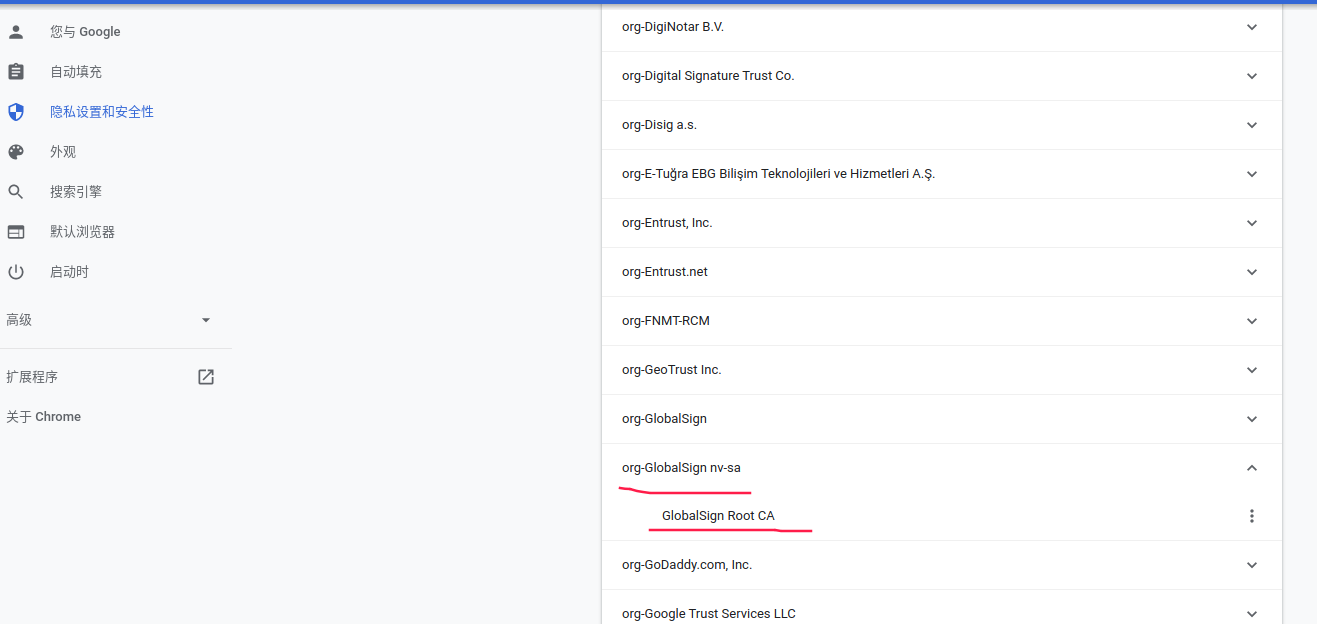 您与 Google
自动填充
隐私设置和安全性
外观
搜索引擎
默认浏览器
启动时
高级
扩展程序
关于 Chrome
org-DigiNotar B.V.
org-Digital Signature Trust Co.
org-Disig a.s.
org-E-Tuğra EBG Bilişim Teknolojileri ve Hizmetleri A.Ş.
org-Entrust, Inc.
org-Entrust.net
org-FNMT-RCM
org-GeoTrust Inc.
org-GlobalSign
org-GlobalSign nv-sa
GlobalSign Root CA
org-GoDaddy.com, Inc.
org-Google Trust Services LLC